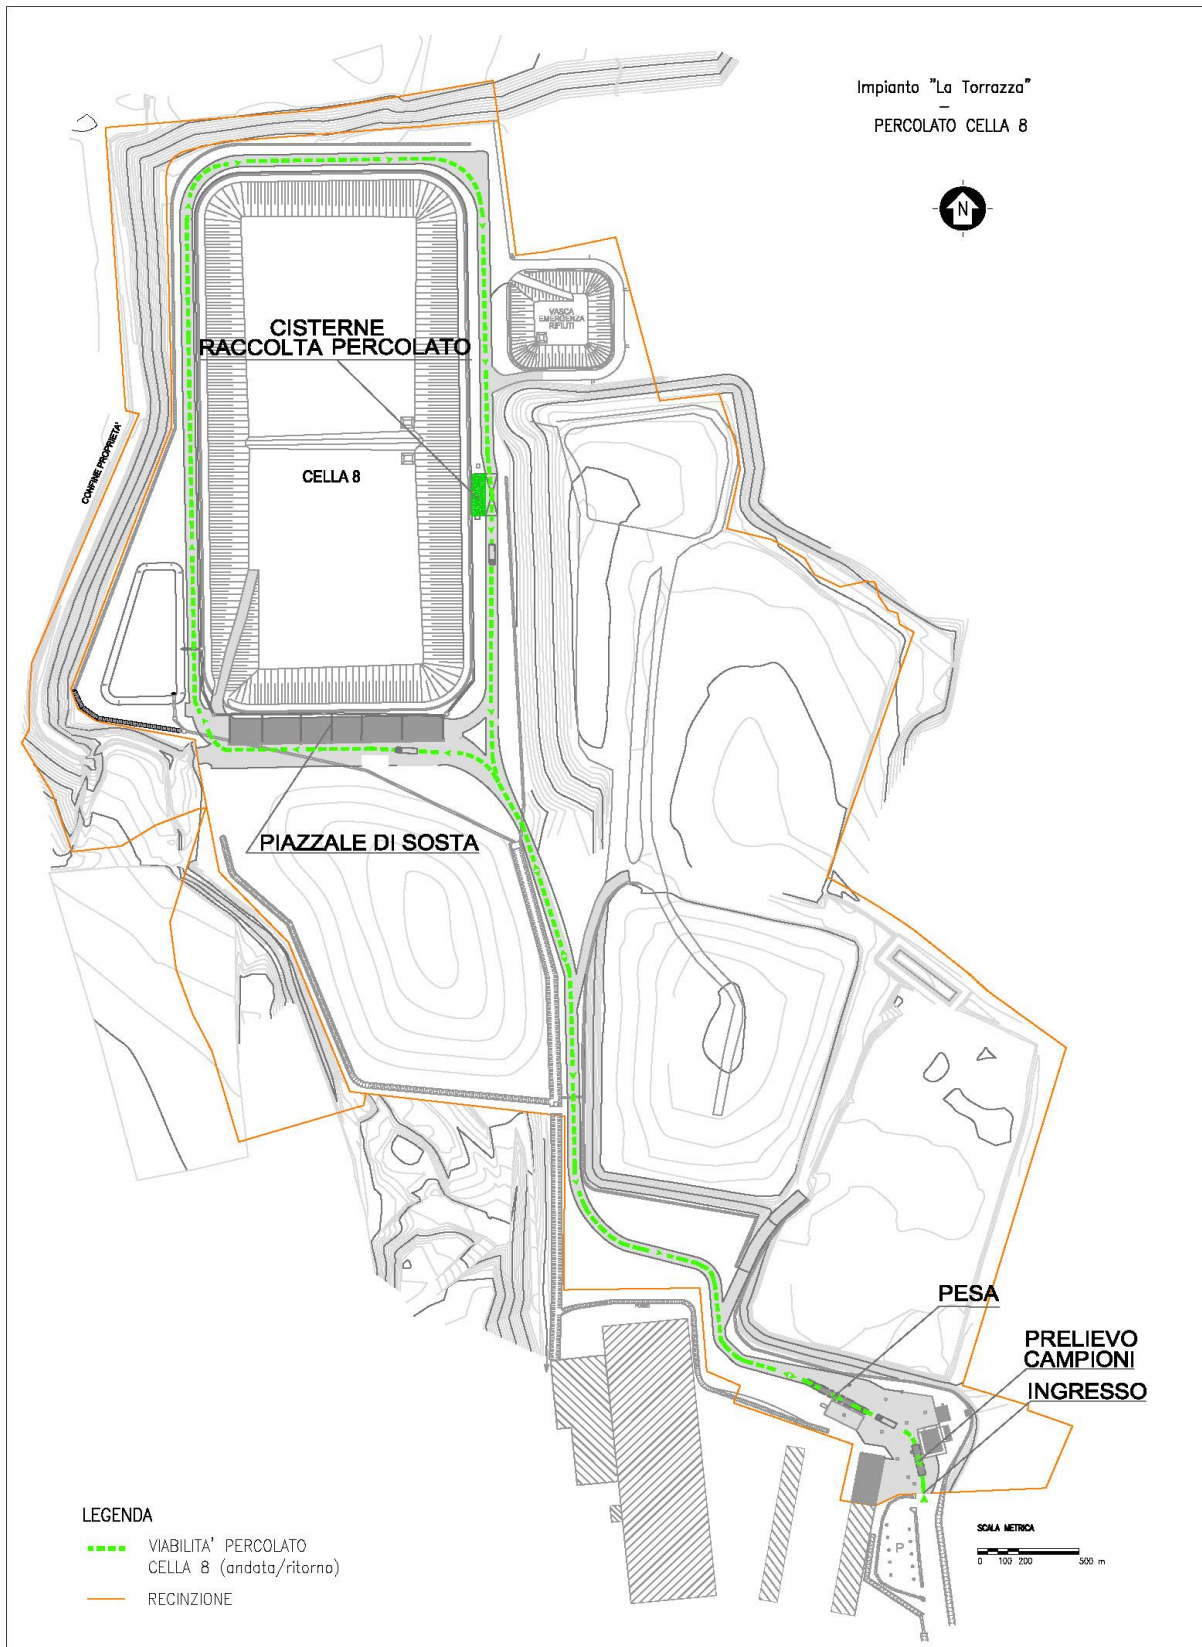 Impianto "La Torrazza"
–
PERCOLATO CELLA 8
N
VASCA
EMERGENZA
RIFIUTI
CISTERNE
RACCOLTA PERCOLATO
CONFINE PROPRIETA'
CELLA 8
PIAZZALE DI SOSTA
PESA
PRELIEVO
CAMPIONI
INGRESSO
P
LEGENDA
VIABILITA' PERCOLATO
CELLA 8 (andata/ritorno)
RECINZIONE
SCALA METRICA
0 100 200 500 m